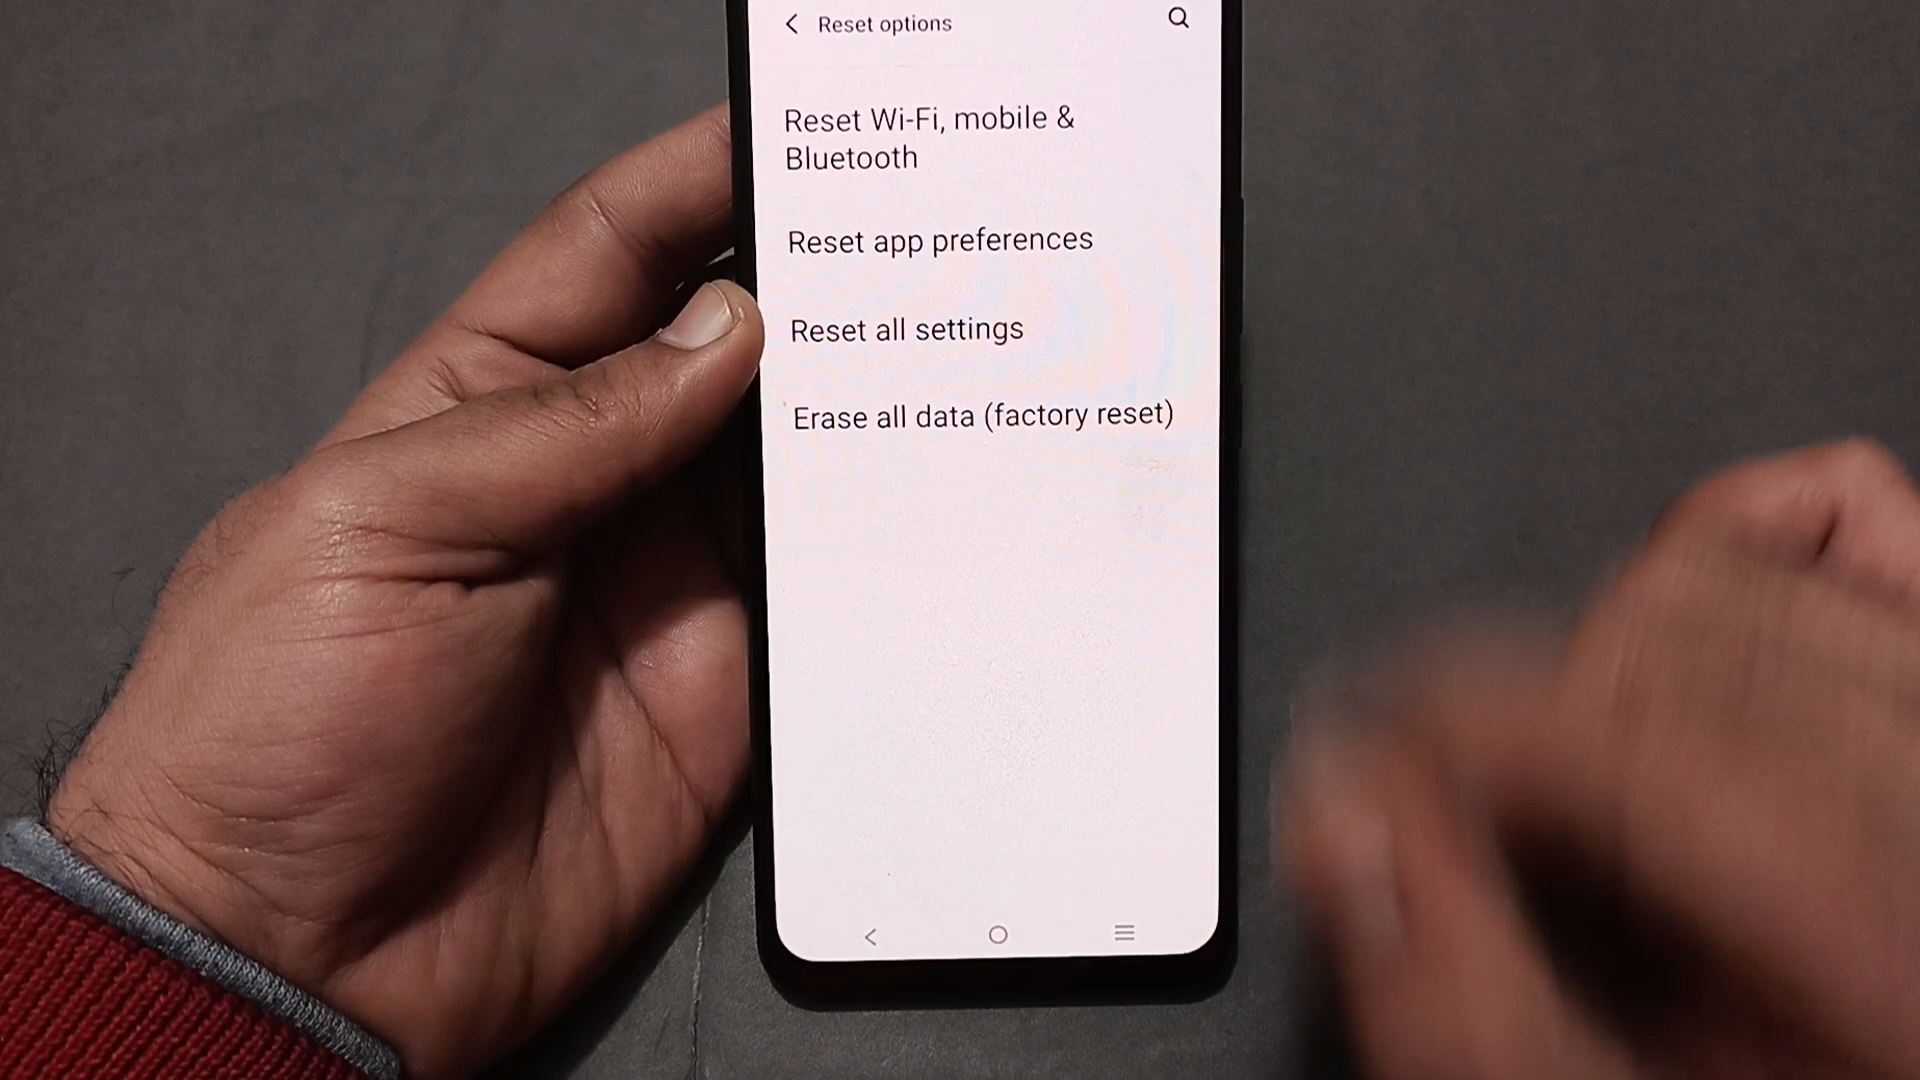 Reset options
Reset Wi-Fi, mobile &
Bluetooth
Reset app preferences
Reset all settings
Erase all data (factory reset)